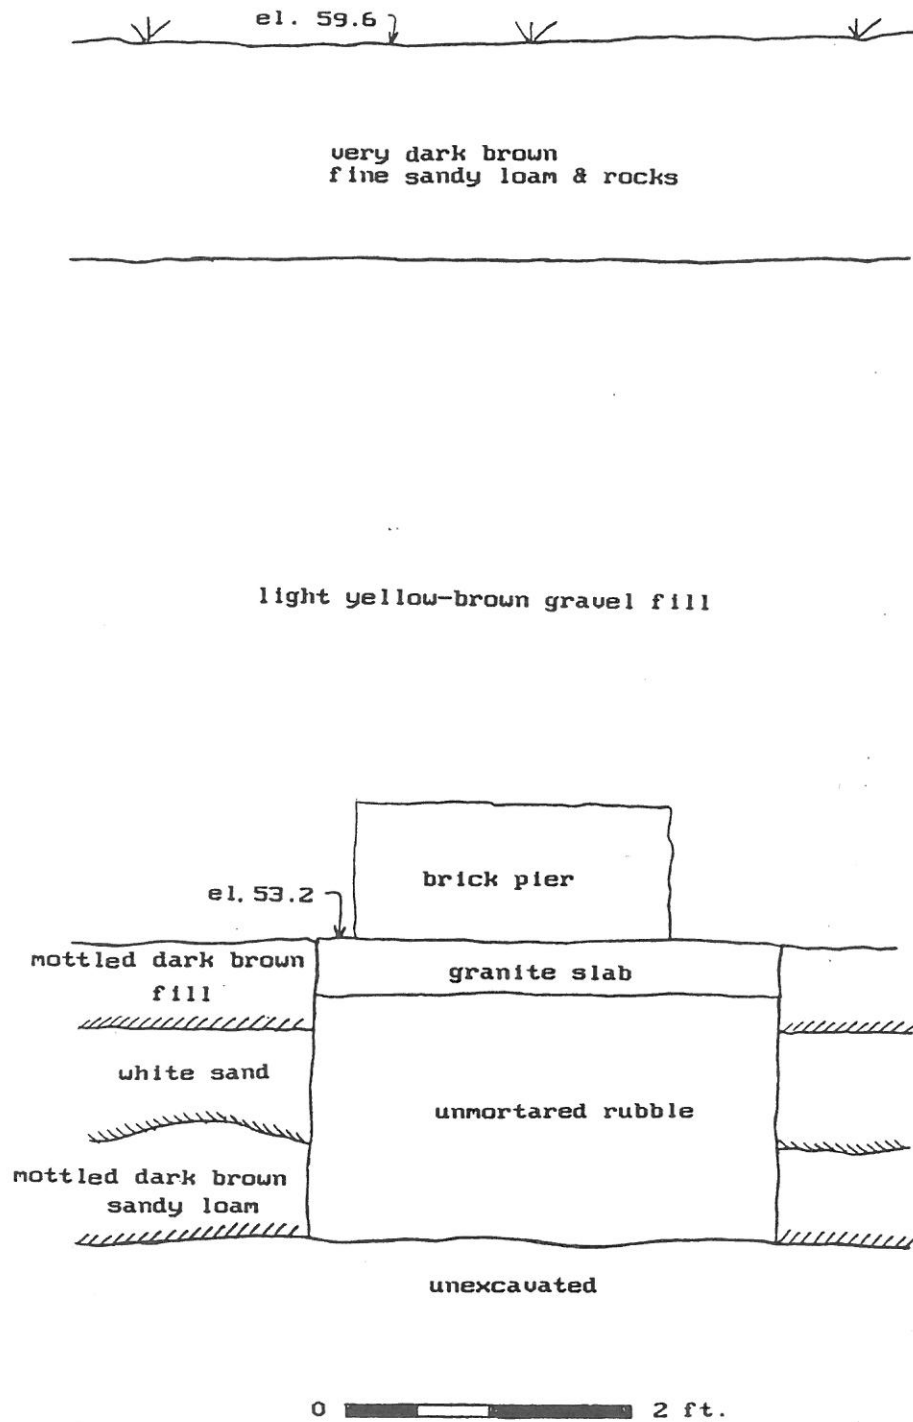 el. 59.6
very dark brown
fine sandy loam & rocks
light yellow-brown gravel fill
brick pier
el. 53.2
mottled dark brown
fill
granite slab
white sand
unmortared rubble
mottled dark brown
sandy loam
unexcavated
0 2 ft.